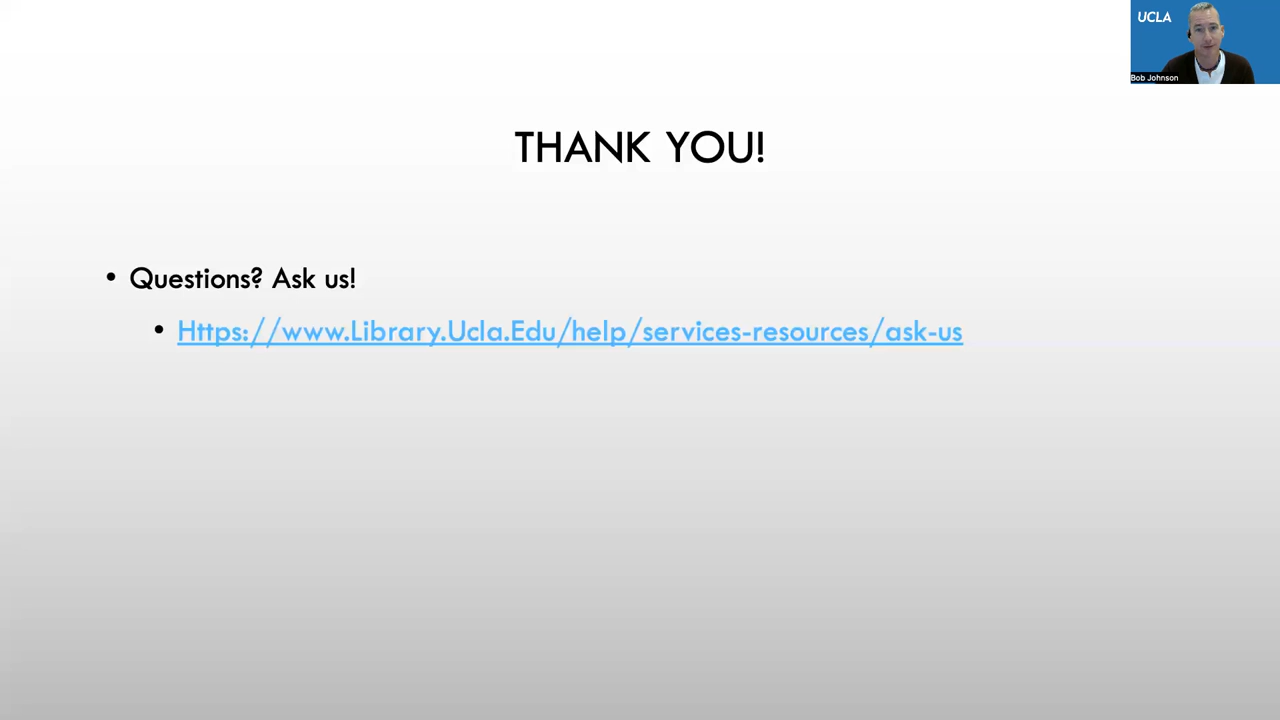 UCLA
Bob Johnson
THANK YOU!
• Questions? Ask us!
• Https://www.Library.Ucla.Edu/help/services-resources/ask-us